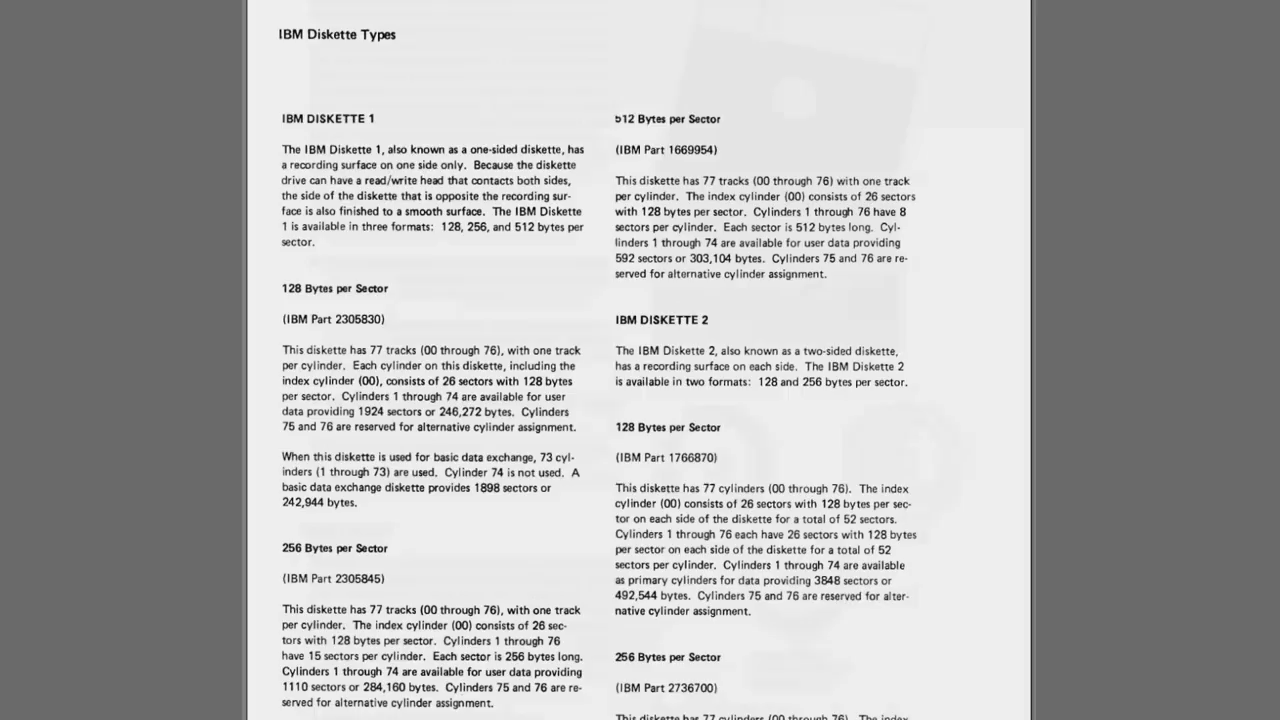 IBM Diskette Types
IBM DISKETTE 1
The IBM Diskette 1, also known as a one-sided diskette, has
a recording surface on one side only. Because the diskette
drive can have a read/write head that contacts both sides,
the side of the diskette that is opposite the recording sur-
face is also finished to a smooth surface. The IBM Diskette
1 is available in three formats: 128, 256, and 512 bytes per
sector.
128 Bytes per Sector
(IBM Part 2305830)
This diskette has 77 tracks (00 through 76), with one track
per cylinder. Each cylinder on this diskette, including the
index cylinder (00), consists of 26 sectors with 128 bytes
per sector. Cylinders 1 through 74 are available for user
data providing 1924 sectors or 246,272 bytes. Cylinders
75 and 76 are reserved for alternative cylinder assignment.
When this diskette is used for basic data exchange, 73 cyl-
inders (1 through 73) are used. Cylinder 74 is not used. A
basic data exchange diskette provides 1898 sectors or
242,944 bytes.
256 Bytes per Sector
(IBM Part 2305845)
This diskette has 77 tracks (00 through 76), with one track
per cylinder. The index cylinder (00) consists of 26 sec-
tors with 128 bytes per sector. Cylinders 1 through 76
have 15 sectors per cylinder. Each sector is 256 bytes long.
Cylinders 1 through 74 are available for user data providing
1110 sectors or 284,160 bytes. Cylinders 75 and 76 are re-
served for alternative cylinder assignment.
512 Bytes per Sector
(IBM Part 1669954)
This diskette has 77 tracks (00 through 76) with one track
per cylinder. The index cylinder (00) consists of 26 sectors
with 128 bytes per sector. Cylinders 1 through 76 have 8
sectors per cylinder. Each sector is 512 bytes long. Cyl-
linders 1 through 74 are available for user data providing
592 sectors or 303,104 bytes. Cylinders 75 and 76 are re-
served for alternative cylinder assignment.
IBM DISKETTE 2
The IBM Diskette 2, also known as a two-sided diskette,
has a recording surface on each side. The IBM Diskette 2
is available in two formats: 128 and 256 bytes per sector.
128 Bytes per Sector
(IBM Part 1766870)
This diskette has 77 cylinders (00 through 76). The index
cylinder (00) consists of 26 sectors with 128 bytes per sec-
tor on each side of the diskette for a total of 52 sectors.
Cylinders 1 through 76 each have 26 sectors with 128 bytes
per sector on each side of the diskette for a total of 52
sectors per cylinder. Cylinders 1 through 74 are available
as primary cylinders for data providing 3848 sectors or
492,544 bytes. Cylinders 75 and 76 are reserved for alter-
native cylinder assignment.
256 Bytes per Sector
(IBM Part 2736700)
This diskette has 77 cylinders (00 through 76). The index